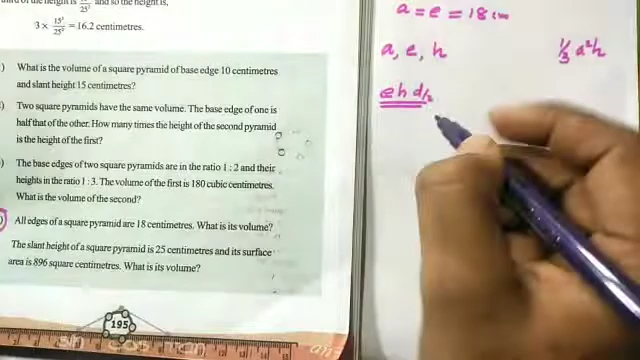 of the height is
25²
and so the height is,
3 × 15²/25² = 16.2 centimetres.
) What is the volume of a square pyramid of base edge 10 centimetres
and slant height 15 centimetres?
) Two square pyramids have the same volume. The base edge of one is
half that of the other. How many times the height of the second pyramid
is the height of the first?
) The base edges of two square pyramids are in the ratio 1 : 2 and their
heights in the ratio 1 : 3. The volume of the first is 180 cubic centimetres.
What is the volume of the second?
) All edges of a square pyramid are 18 centimetres. What is its volume?
The slant height of a square pyramid is 25 centimetres and its surface
area is 896 square centimetres. What is its volume?
195
sin cos tan
a = e = 18 cm
a, e, h
1/3 a²h
e h d/2